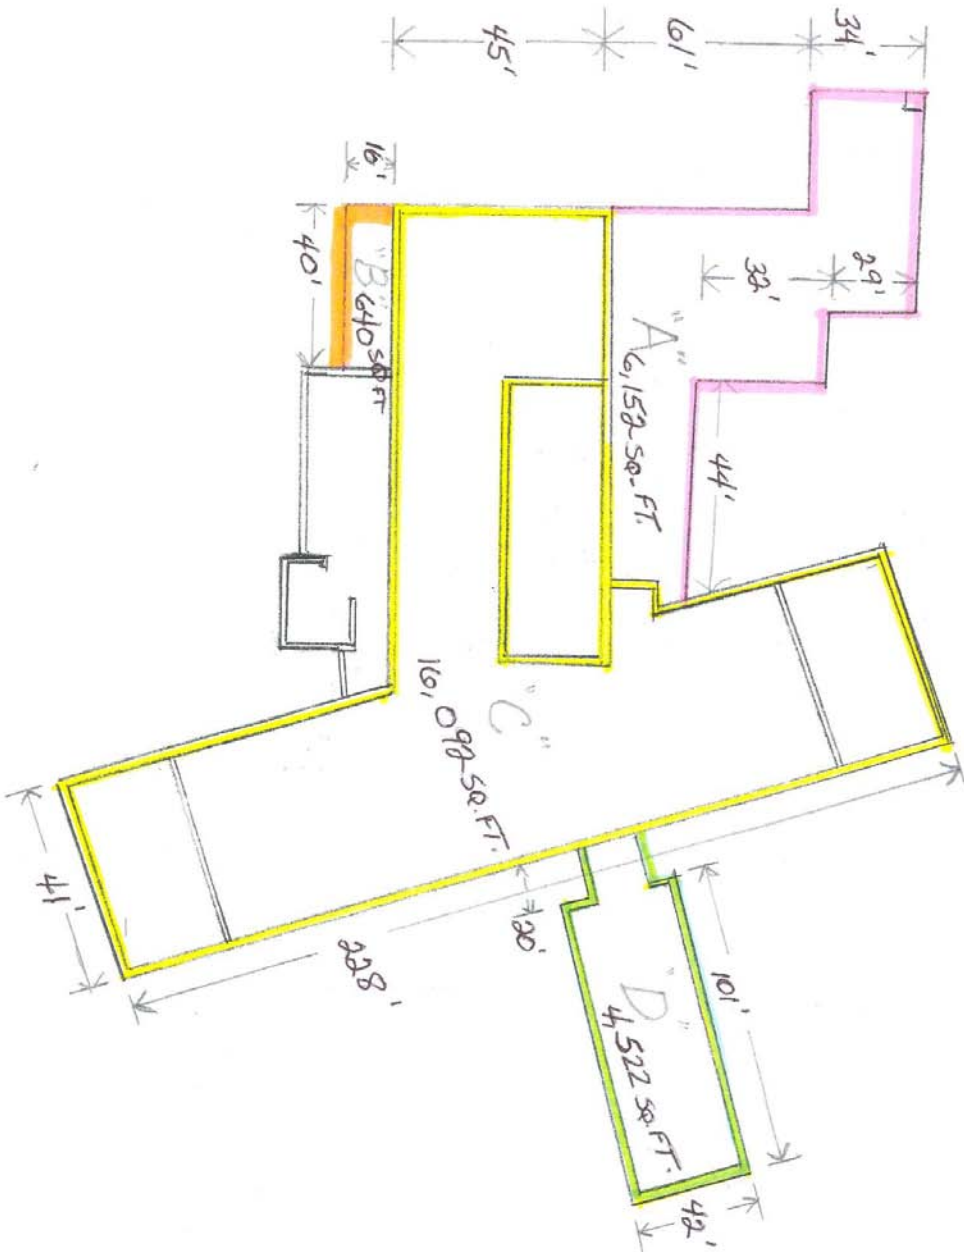 34'
61'
45'
16'
40'
"B"
640 SQ FT
29'
32'
"A"
6,152 SQ-FT.
44'
"C"
16,092 SQ.FT.
41'
228'
20'
101'
"D"
4,522 SQ.FT.
42'